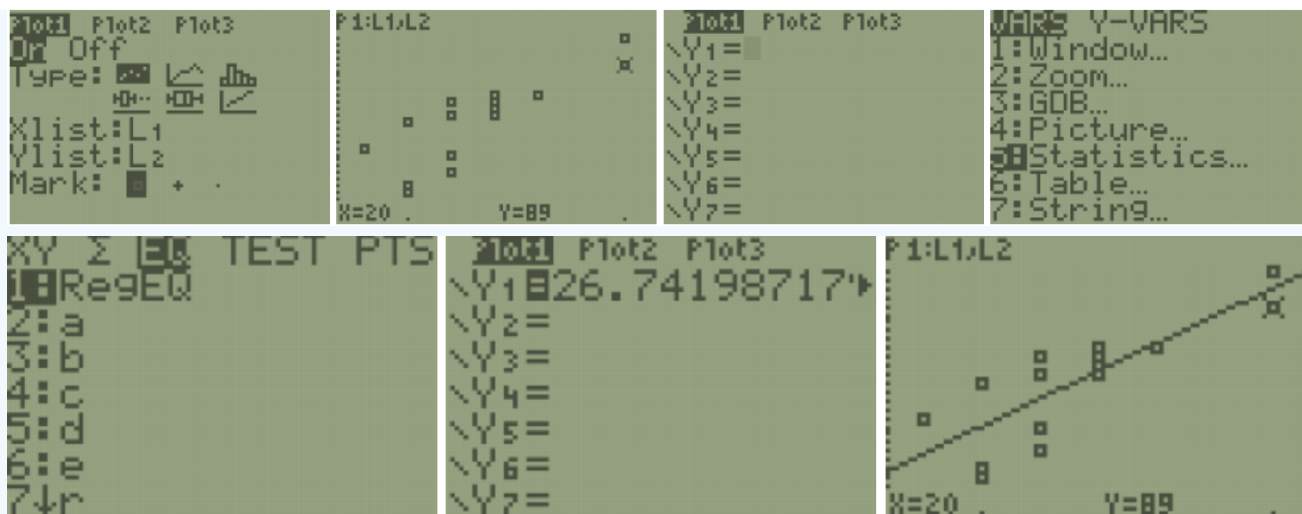 Plot1 Plot2 Plot3
On Off
Type:
Xlist:L1
Ylist:L2
Mark:
P1:L1,L2
X=20 Y=89
Plot1 Plot2 Plot3
\Y1=
\Y2=
\Y3=
\Y4=
\Y5=
\Y6=
\Y7=
VARS Y-VARS
1:Window…
2:Zoom…
3:GDB…
4:Picture…
5:Statistics…
6:Table…
7:String…
XY Σ EQ TEST PTS
1:RegEQ
2:a
3:b
4:c
5:d
6:e
7↓r
Plot1 Plot2 Plot3
\Y1=26.74198717
\Y2=
\Y3=
\Y4=
\Y5=
\Y6=
\Y7=
P1:L1,L2
X=20 Y=89